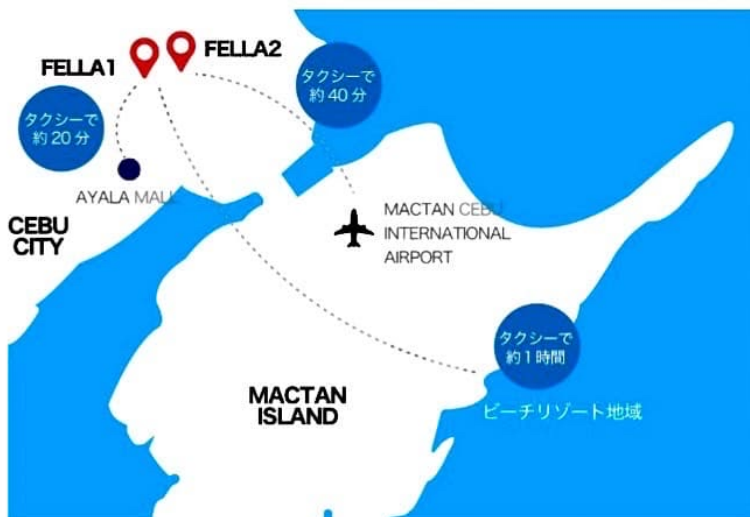 FELLA1
FELLA2
タクシーで
約20分
タクシーで
約40分
AYALA MALL
CEBU
CITY
MACTAN CEBU
INTERNATIONAL
AIRPORT
タクシーで
約1時間
MACTAN
ISLAND
ビーチリゾート地域